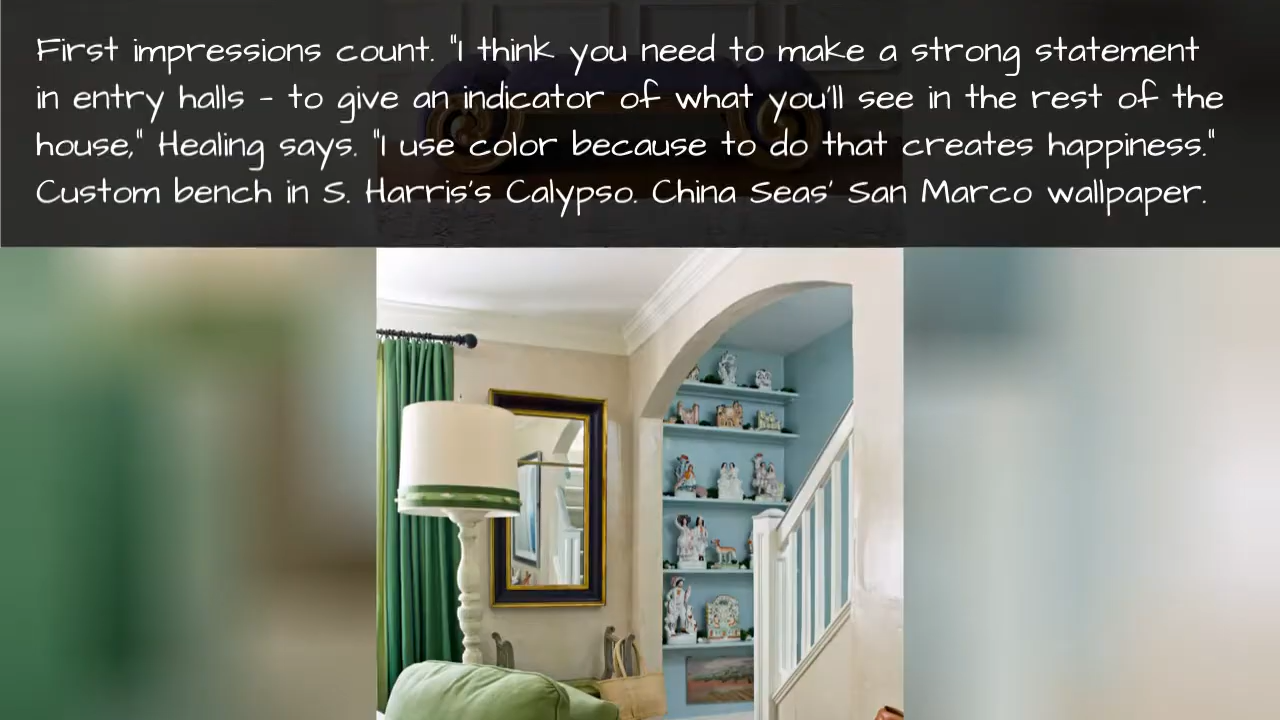 First impressions count. "I think you need to make a strong statement
in entry halls – to give an indicator of what you'll see in the rest of the
house," Healing says. "I use color because to do that creates happiness."
Custom bench in S. Harris's Calypso. China Seas' San Marco wallpaper.